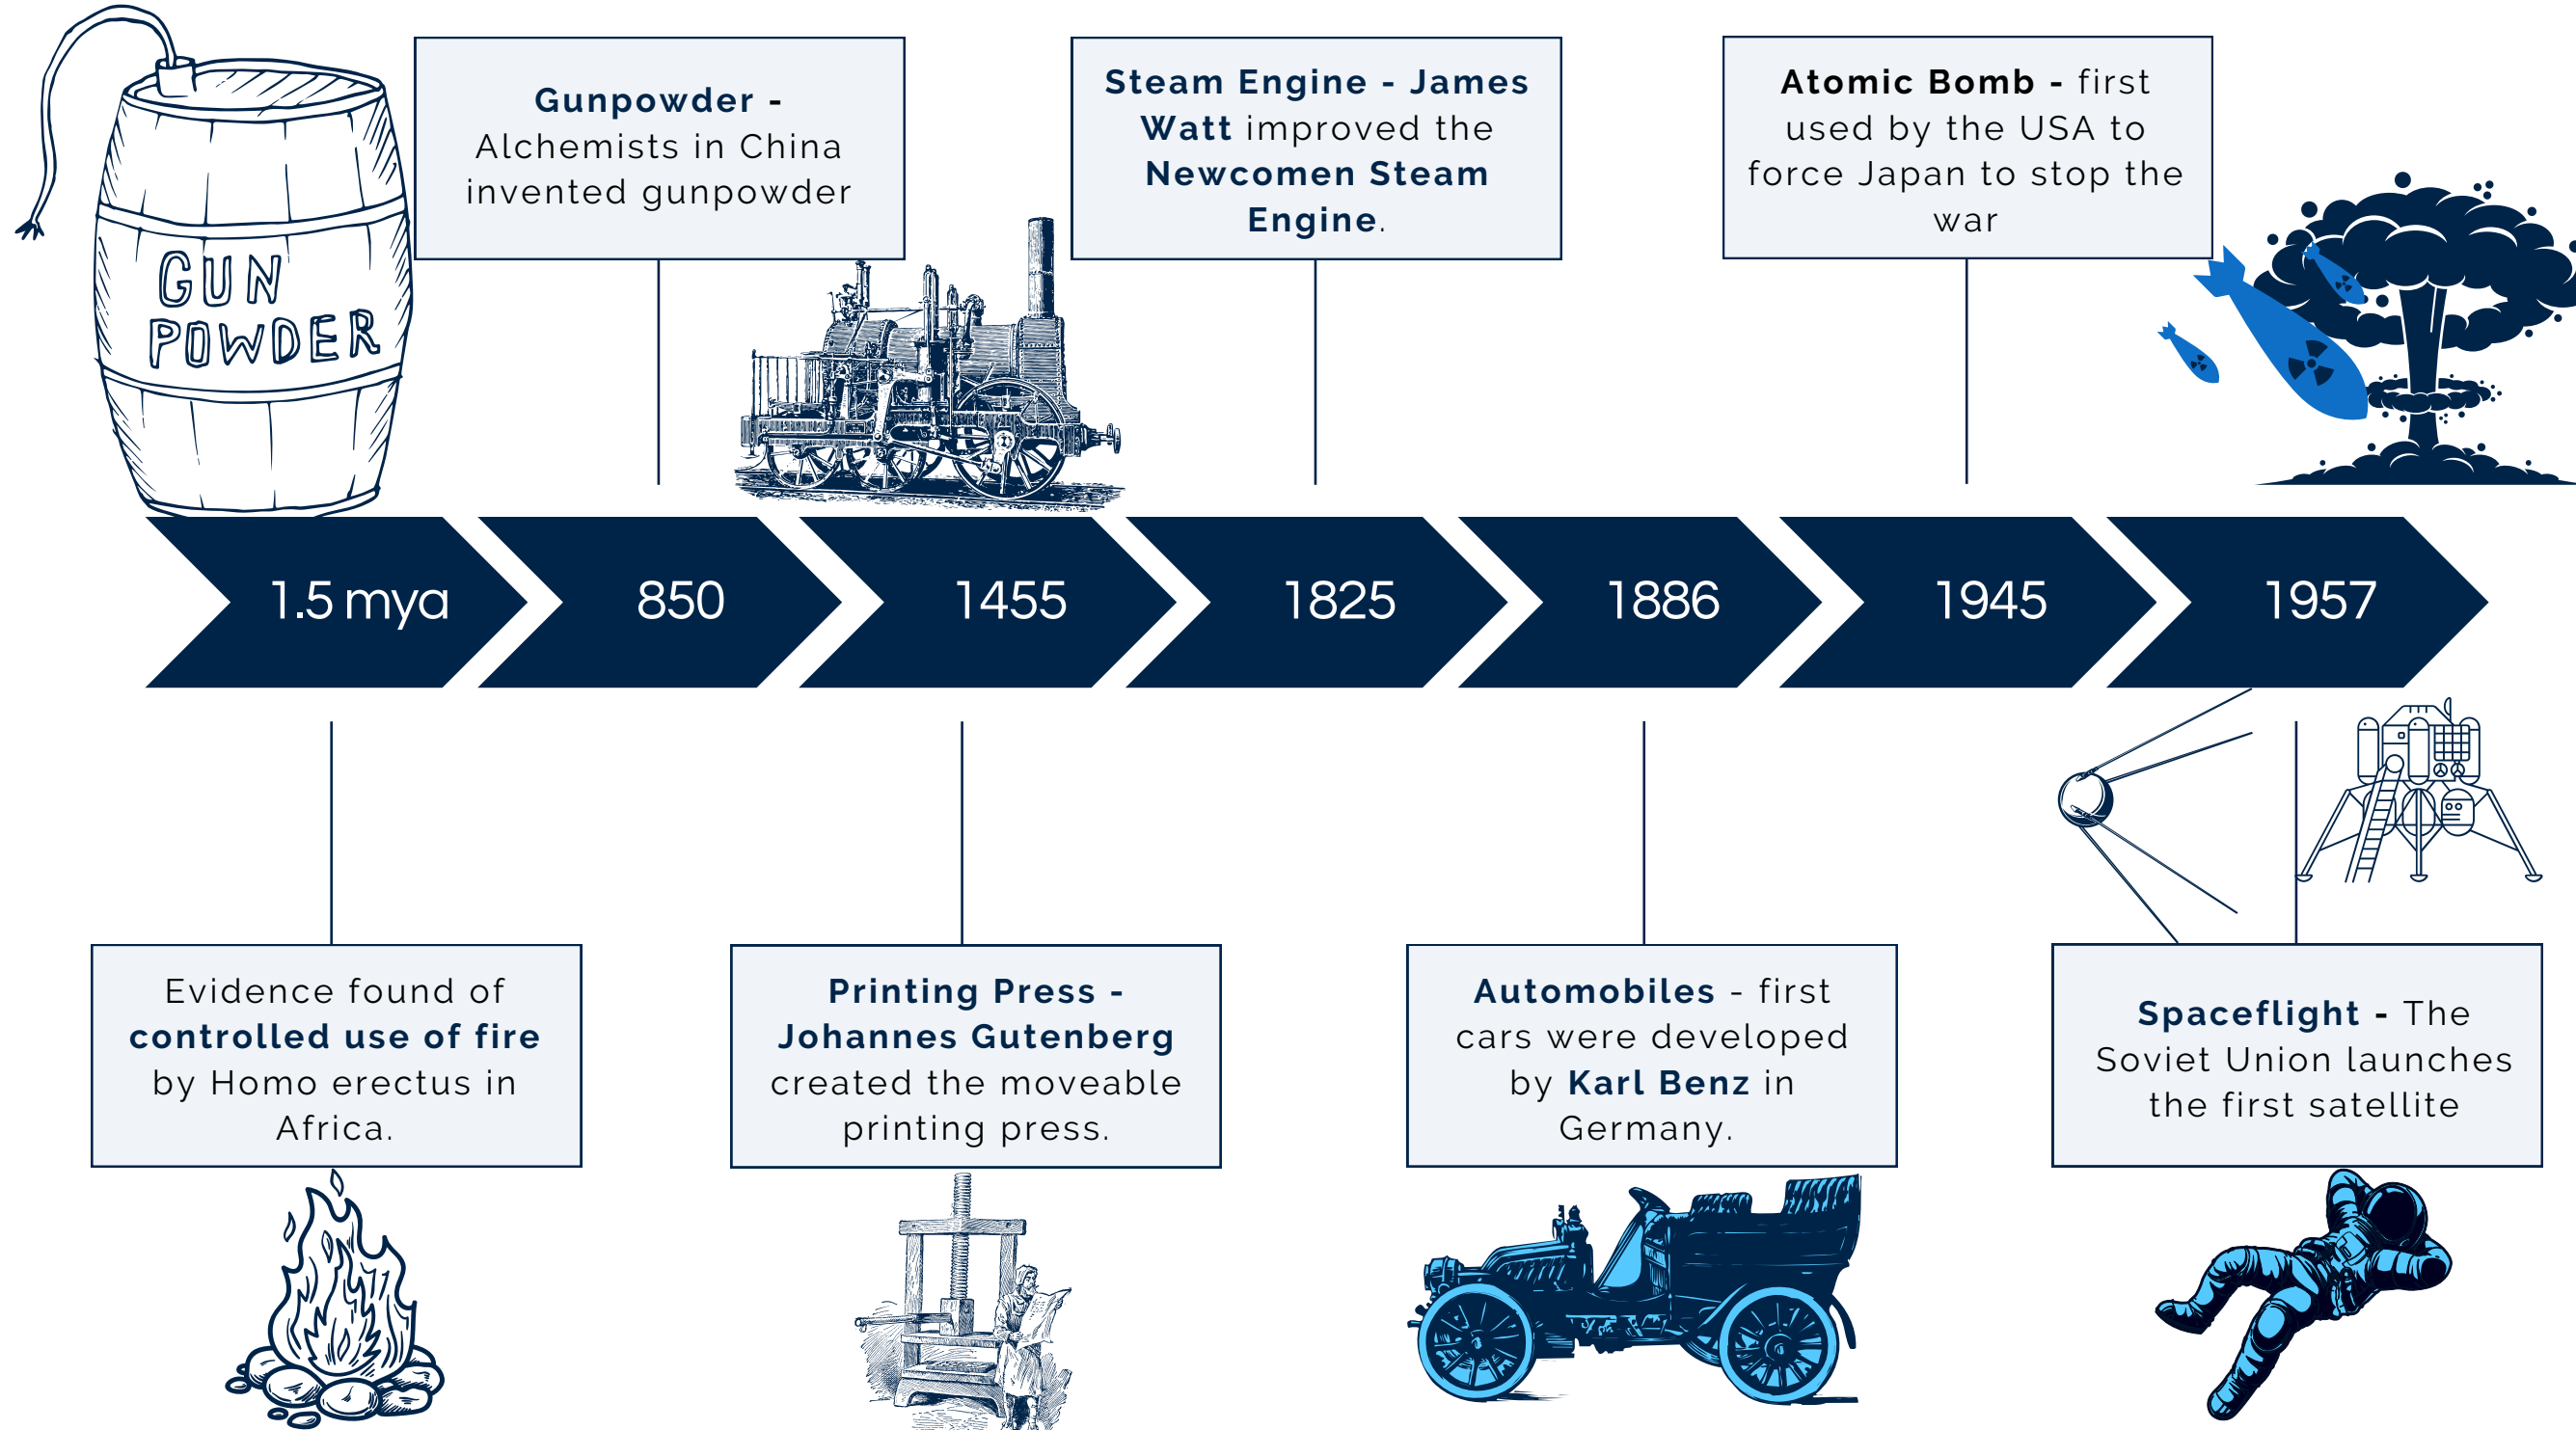 GUN
POWDER
Gunpowder -
Alchemists in China
invented gunpowder
Steam Engine - James
Watt improved the
Newcomen Steam
Engine.
Atomic Bomb - first
used by the USA to
force Japan to stop the
war
1.5 mya
850
1455
1825
1886
1945
1957
Evidence found of
controlled use of fire
by Homo erectus in
Africa.
Printing Press -
Johannes Gutenberg
created the moveable
printing press.
Automobiles - first
cars were developed
by Karl Benz in
Germany.
Spaceflight - The
Soviet Union launches
the first satellite